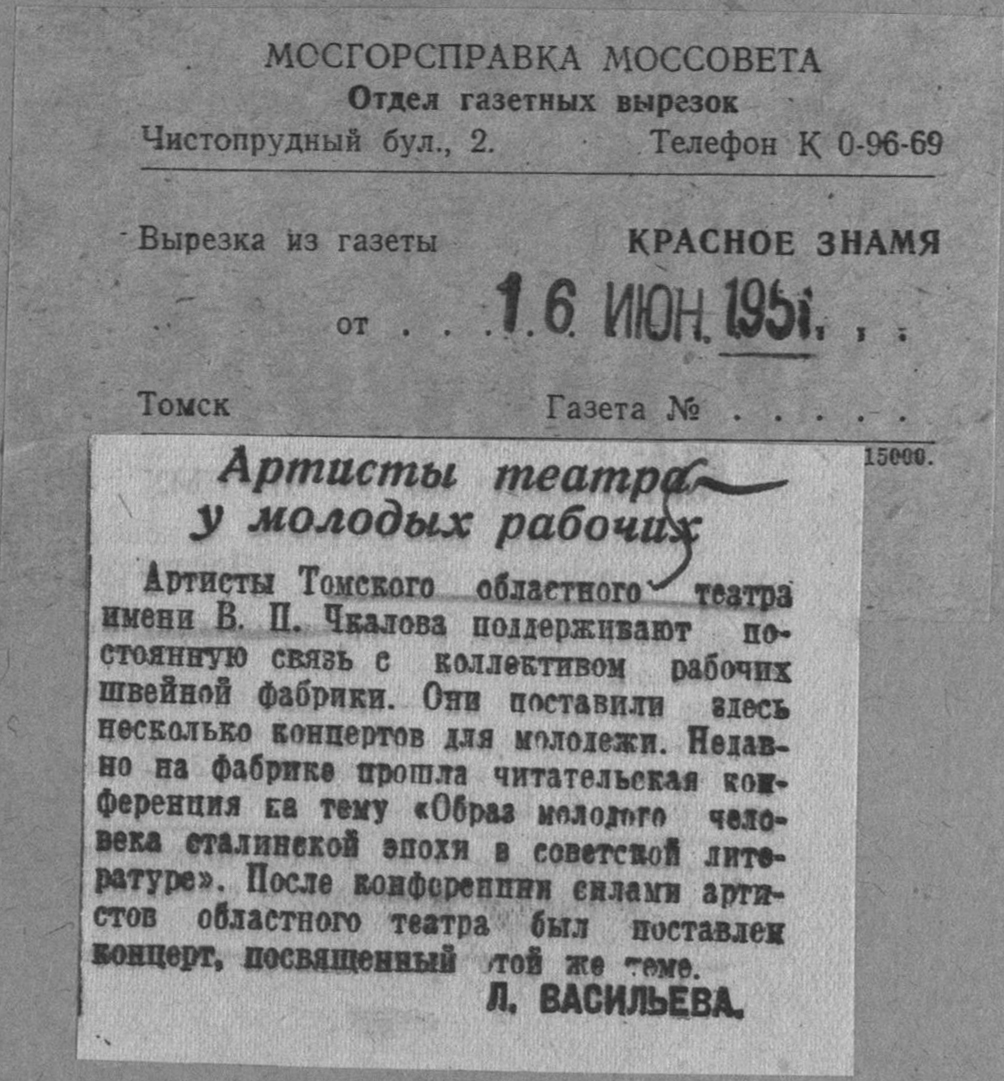 МОСГОРСПРАВКА МОССОВЕТА
Отдел газетных вырезок
Чистопрудный бул., 2. Телефон К 0-96-69
Вырезка из газеты КРАСНОЕ ЗНАМЯ
от . . . 16 ИЮН. 1951г. , .
Томск Газета № . . . . .
15000.
Артисты театра
у молодых рабочих
Артисты Томского областного театра
имени В. П. Чкалова поддерживают по-
стоянную связь с коллективом рабочих
швейной фабрики. Они поставили здесь
несколько концертов для молодежи. Недав-
но на фабрике прошла читательская кон-
ференция на тему «Образ молодого чело-
века сталинской эпохи в советской лите-
ратуре». После конференции силами арти-
стов областного театра был поставлен
концерт, посвященный этой же теме.
Л. ВАСИЛЬЕВА.